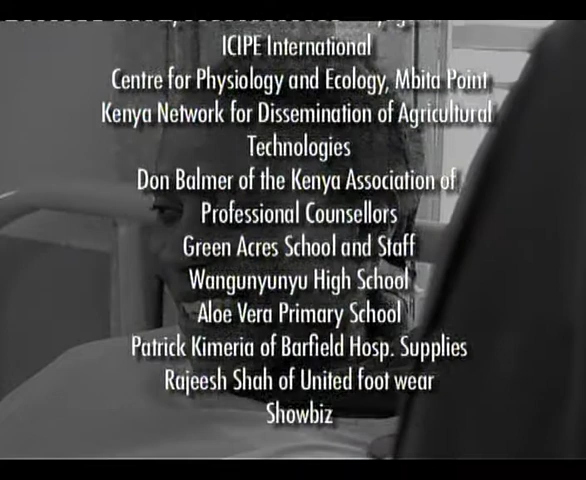 ICIPE International
Centre for Physiology and Ecology, Mbita Point
Kenya Network for Dissemination of Agricultural
Technologies
Don Balmer of the Kenya Association of
Professional Counsellors
Green Acres School and Staff
Wangunyunyu High School
Aloe Vera Primary School
Patrick Kimeria of Barfield Hosp. Supplies
Rajeesh Shah of United foot wear
Showbiz